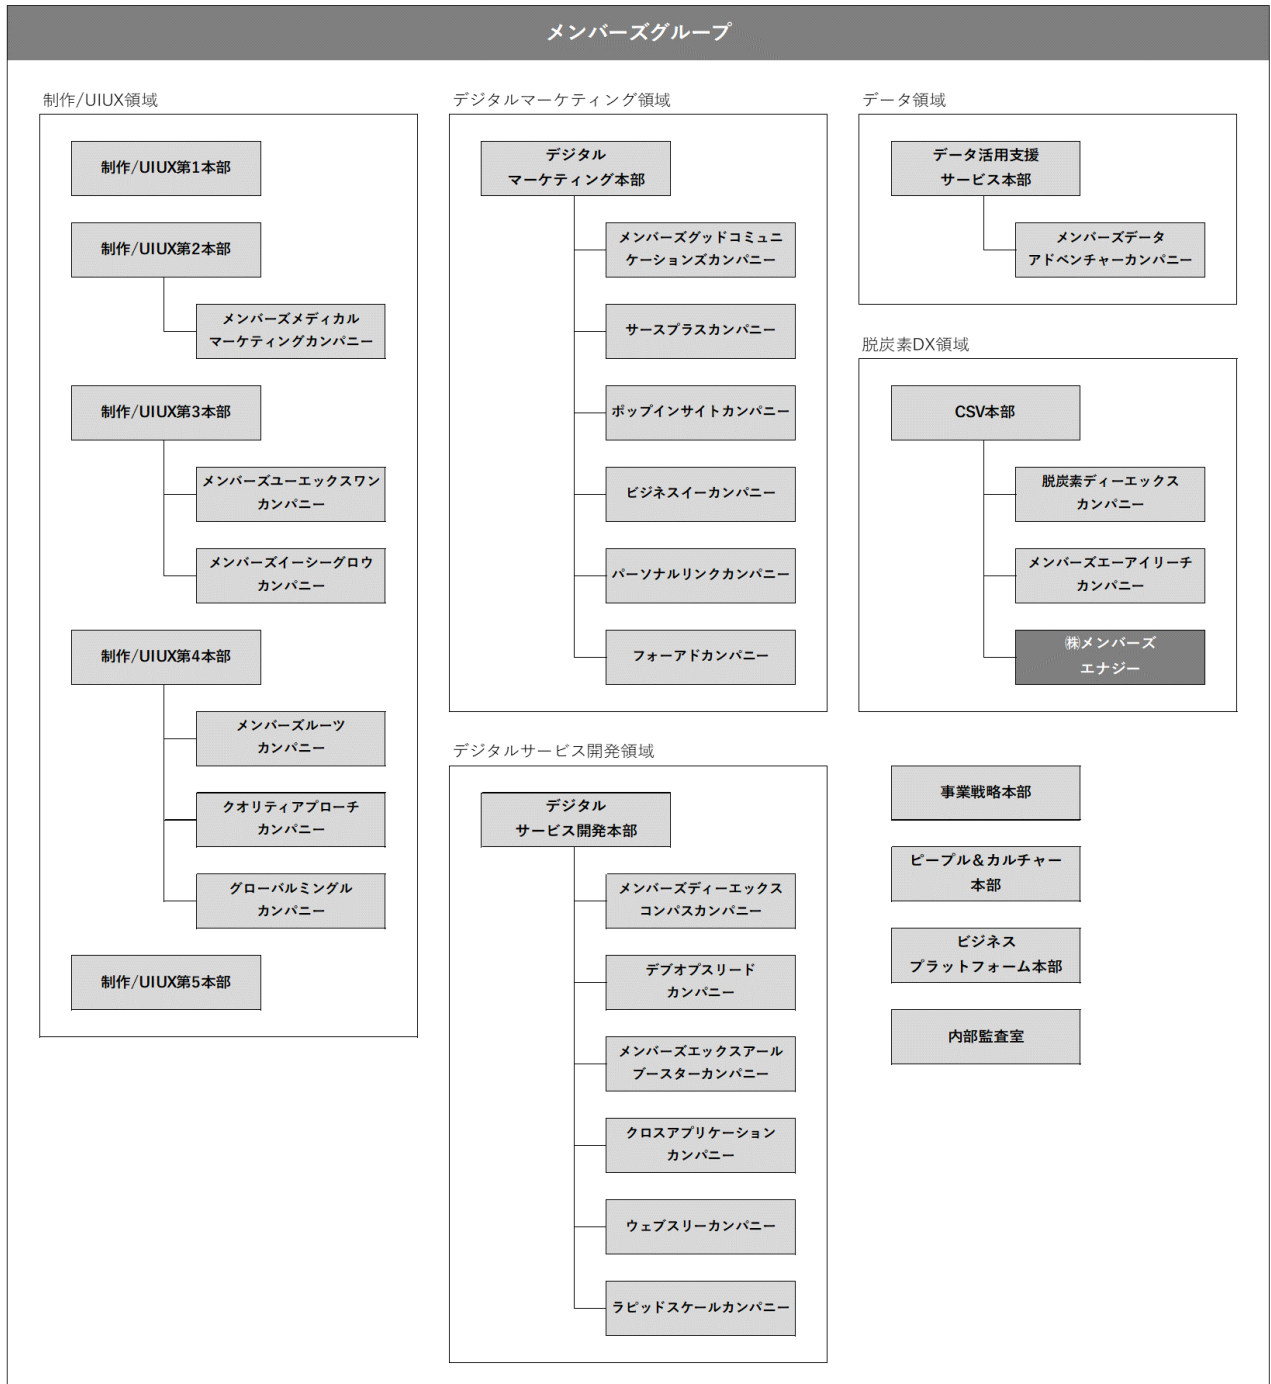 メンバーズグループ
制作/UIUX領域
制作/UIUX第1本部
制作/UIUX第2本部
メンバーズメディカル
マーケティングカンパニー
制作/UIUX第3本部
メンバーズユーエックスワン
カンパニー
メンバーズイーシーグロウ
カンパニー
制作/UIUX第4本部
メンバーズルーツ
カンパニー
クオリティアプローチ
カンパニー
グローバルミングル
カンパニー
制作/UIUX第5本部
デジタルマーケティング領域
デジタル
マーケティング本部
メンバーズグッドコミュニ
ケーションズカンパニー
サースプラスカンパニー
ポップインサイトカンパニー
ビジネスイーカンパニー
パーソナルリンクカンパニー
フォーアドカンパニー
デジタルサービス開発領域
デジタル
サービス開発本部
メンバーズディーエックス
コンパスカンパニー
デブオプスリード
カンパニー
メンバーズエックスアール
ブースターカンパニー
クロスアプリケーション
カンパニー
ウェブスリーカンパニー
ラピッドスケールカンパニー
データ領域
データ活用支援
サービス本部
メンバーズデータ
アドベンチャーカンパニー
脱炭素DX領域
CSV本部
脱炭素ディーエックス
カンパニー
メンバーズエーアイリーチ
カンパニー
㈱メンバーズ
エナジー
事業戦略本部
ピープル＆カルチャー
本部
ビジネス
プラットフォーム本部
内部監査室